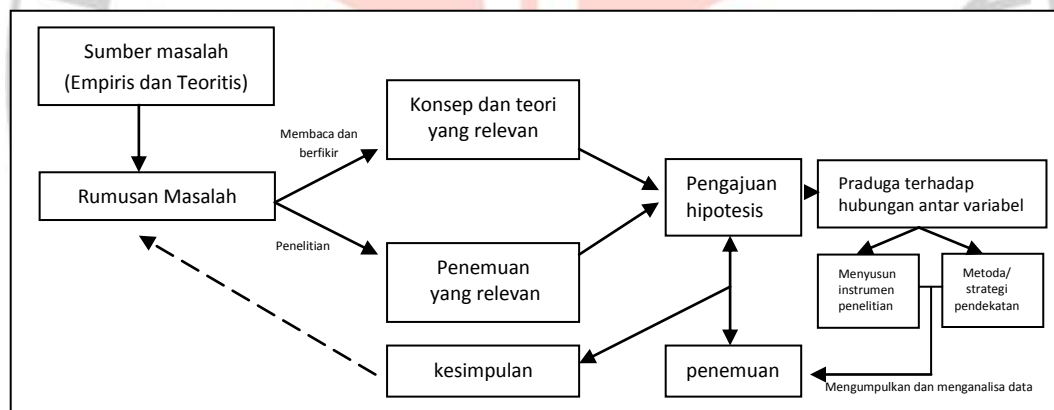 Sumber masalah
(Empiris dan Teoritis)
Rumusan Masalah
Membaca dan
berfikir
Penelitian
Konsep dan teori
yang relevan
Penemuan
yang relevan
kesimpulan
Pengajuan
hipotesis
penemuan
Praduga terhadap
hubungan antar variabel
Menyusun
instrumen
penelitian
Metoda/
strategi
pendekatan
Mengumpulkan dan menganalisa data